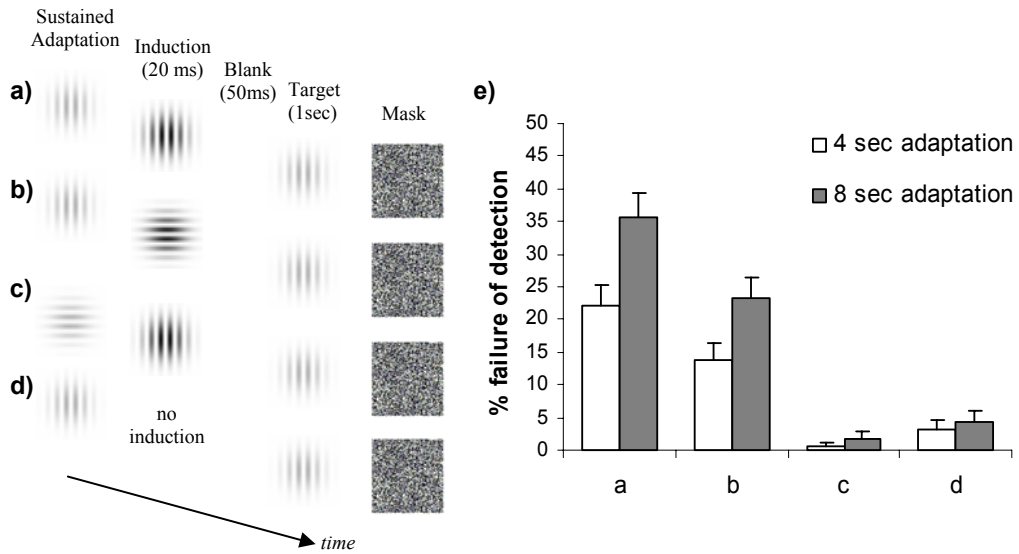 Sustained
Adaptation
Induction
(20 ms)
Blank
(50ms)
Target
(1sec)
Mask
a)
b)
c)
d)
no
induction
time
e)
% failure of detection
50
45
40
35
30
25
20
15
10
5
0
4 sec adaptation
8 sec adaptation
a b c d